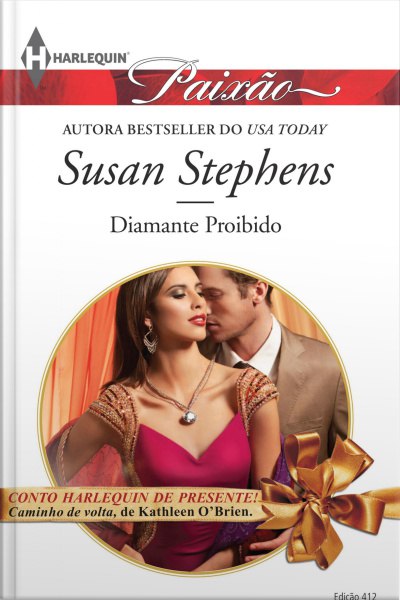 HARLEQUIN®
Paixão
AUTORA BESTSELLER DO USA TODAY
Susan Stephens
Diamante Proibido
CONTO HARLEQUIN DE PRESENTE!
Caminho de volta, de Kathleen O'Brien.
Edição 412